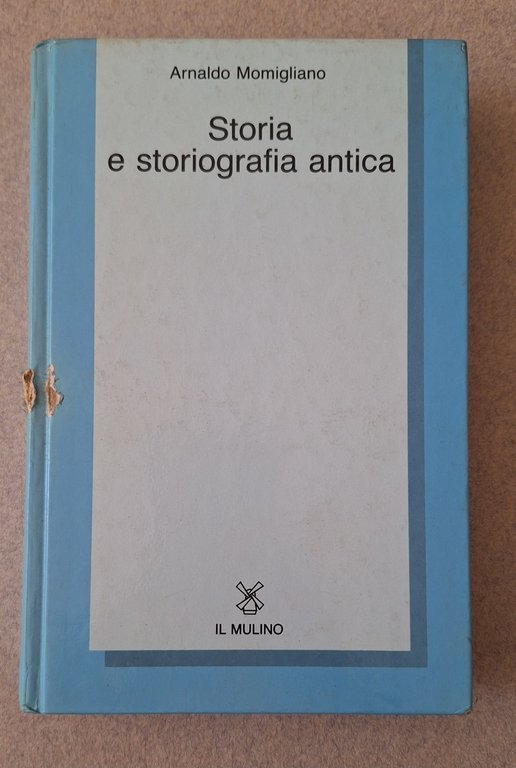 Arnaldo Momigliano
Storia
e storiografia antica
IL MULINO